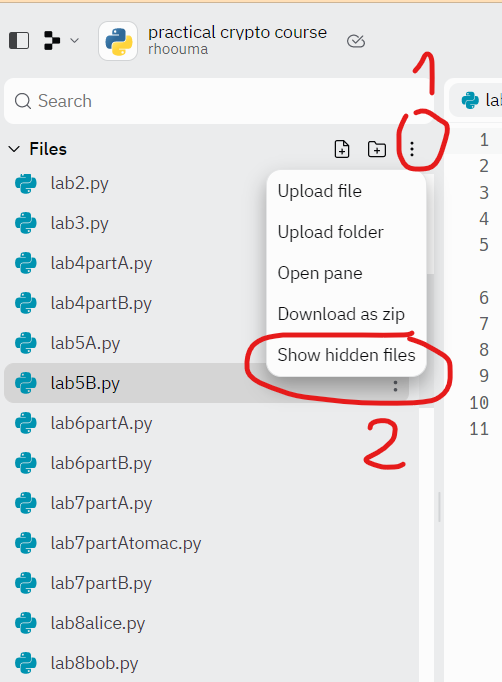 practical crypto course
rhoouma
1
Search
lab
Files
lab2.py
lab3.py
lab4partA.py
lab4partB.py
lab5A.py
lab5B.py
lab6partA.py
lab6partB.py
lab7partA.py
lab7partAtomac.py
lab7partB.py
lab8alice.py
lab8bob.py
Upload file
Upload folder
Open pane
Download as zip
Show hidden files
2
1
2
3
4
5
6
7
8
9
10
11